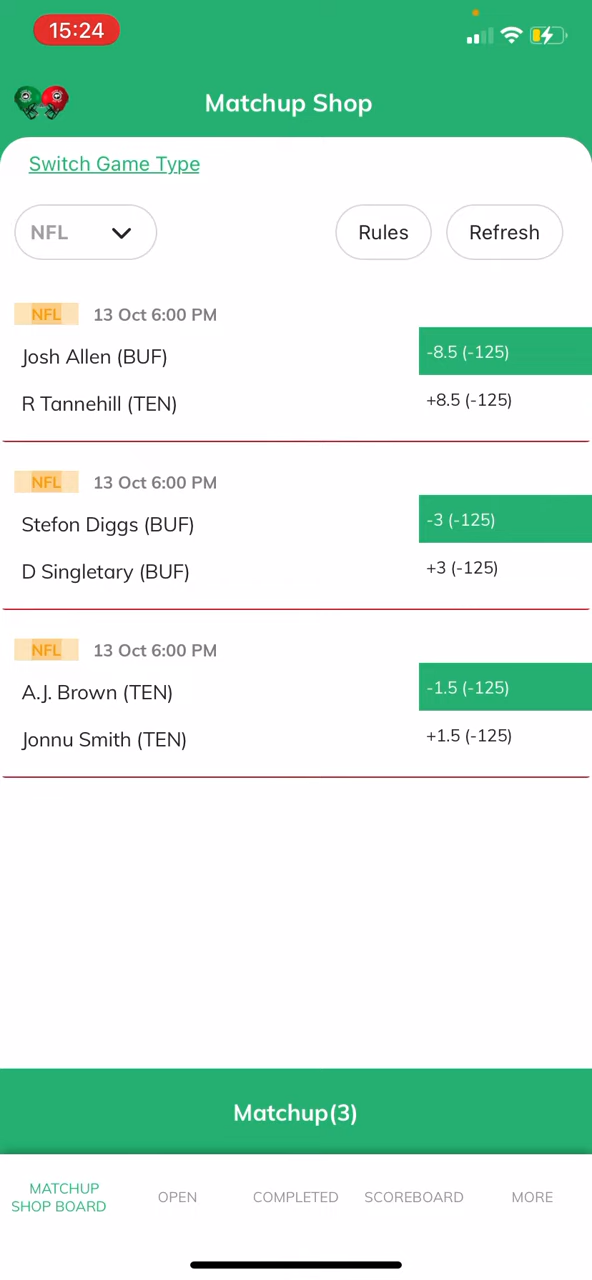 15:24
Matchup Shop
Switch Game Type
NFL
Rules
Refresh
NFL 13 Oct 6:00 PM
Josh Allen (BUF) -8.5 (-125)
R Tannehill (TEN) +8.5 (-125)
NFL 13 Oct 6:00 PM
Stefon Diggs (BUF) -3 (-125)
D Singletary (BUF) +3 (-125)
NFL 13 Oct 6:00 PM
A.J. Brown (TEN) -1.5 (-125)
Jonnu Smith (TEN) +1.5 (-125)
Matchup(3)
MATCHUP
SHOP BOARD
OPEN
COMPLETED
SCOREBOARD
MORE